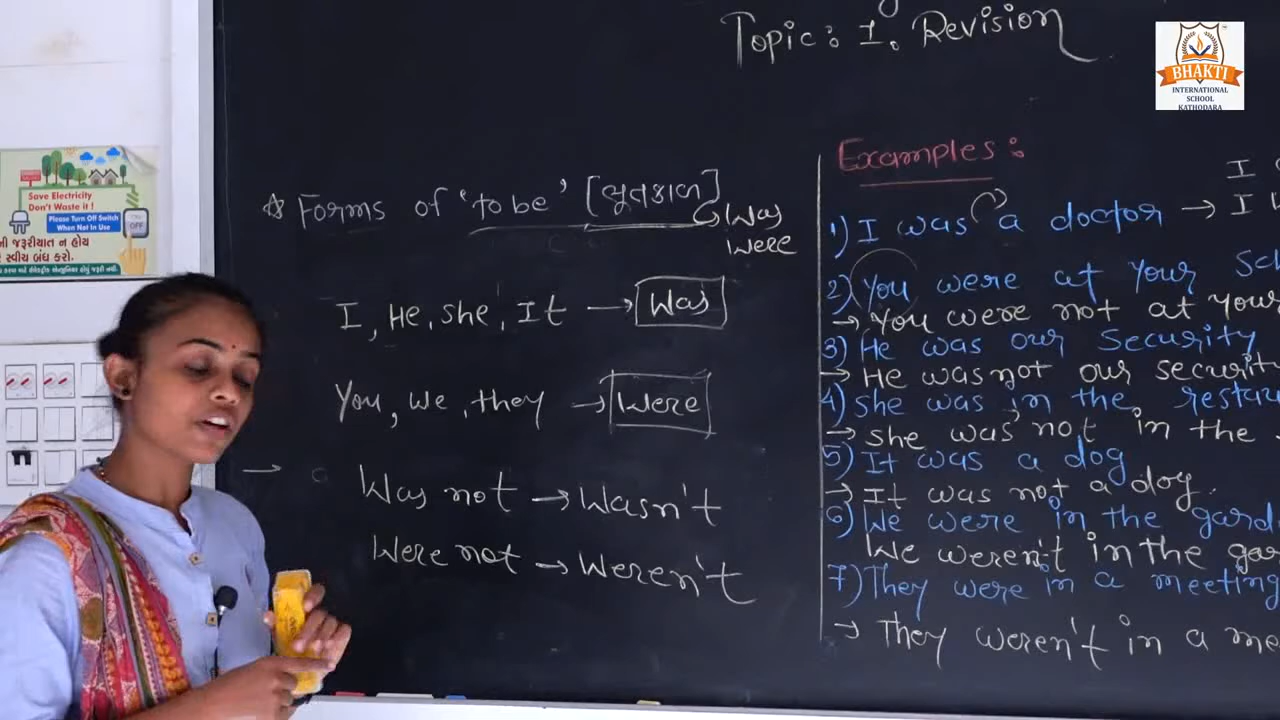 Topic: I. Revision
BHAKTI
INTERNATIONAL
SCHOOL
KATHODARA
Save Electricity
Don't Waste it !
Please Turn Off Switch
When Not in Use
OFF
જરૂરીયાત ન હોય
સ્વીચ બંધ કરો.
☆ Forms of 'to be' [ભૂતકાળ]
→ Was
were
I, He, she, It → Was
You, We, they → Were
→
Was not → Wasn't
Were not → Weren't
Examples :
I
1) I was a doctor → I
2) You were at your
→ You were not at your
3) He was our security
→ He was not our security
4) she was in the
→ she was not in the
5) It was a dog
→ It was not a dog.
6) We were in the
We weren't in the
7) They were in a meeting
→ They weren't in a